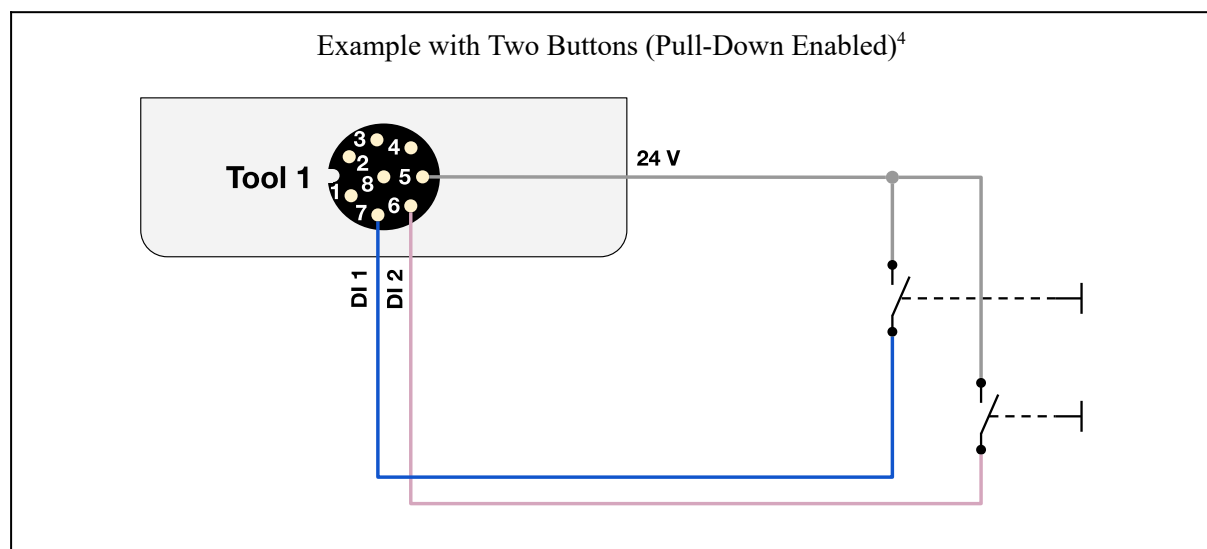 Example with Two Buttons (Pull-Down Enabled)⁴
3
4
24 V
2
Tool 1
8
5
1
6
7
DI 1
DI 2